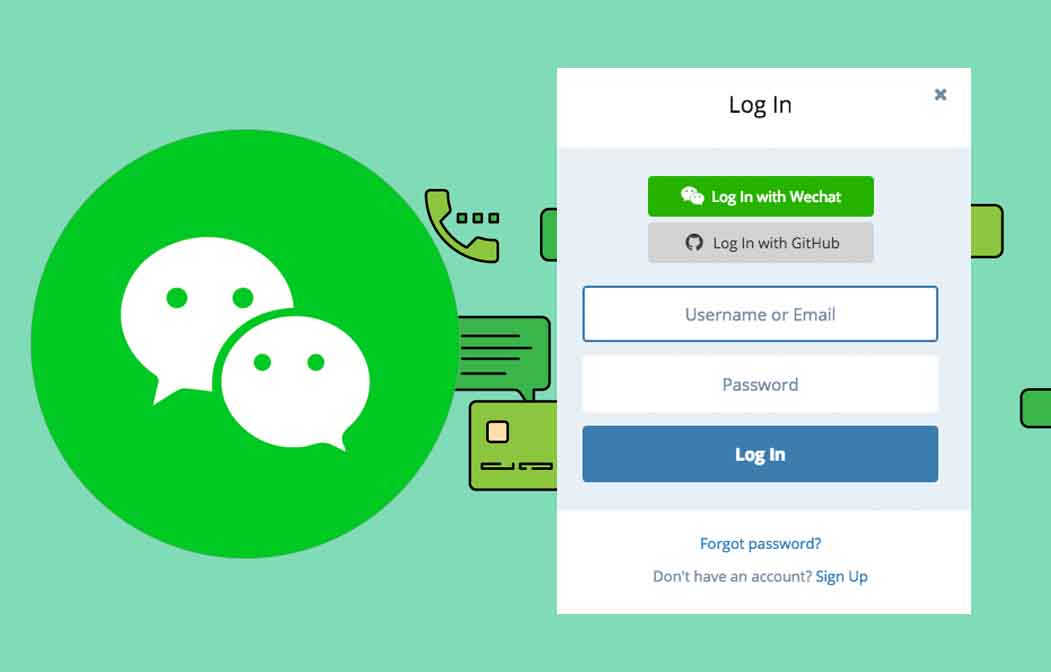 Log In
Log In with Wechat
Log In with GitHub
Username or Email
Password
Log In
Forgot password?
Don't have an account? Sign Up